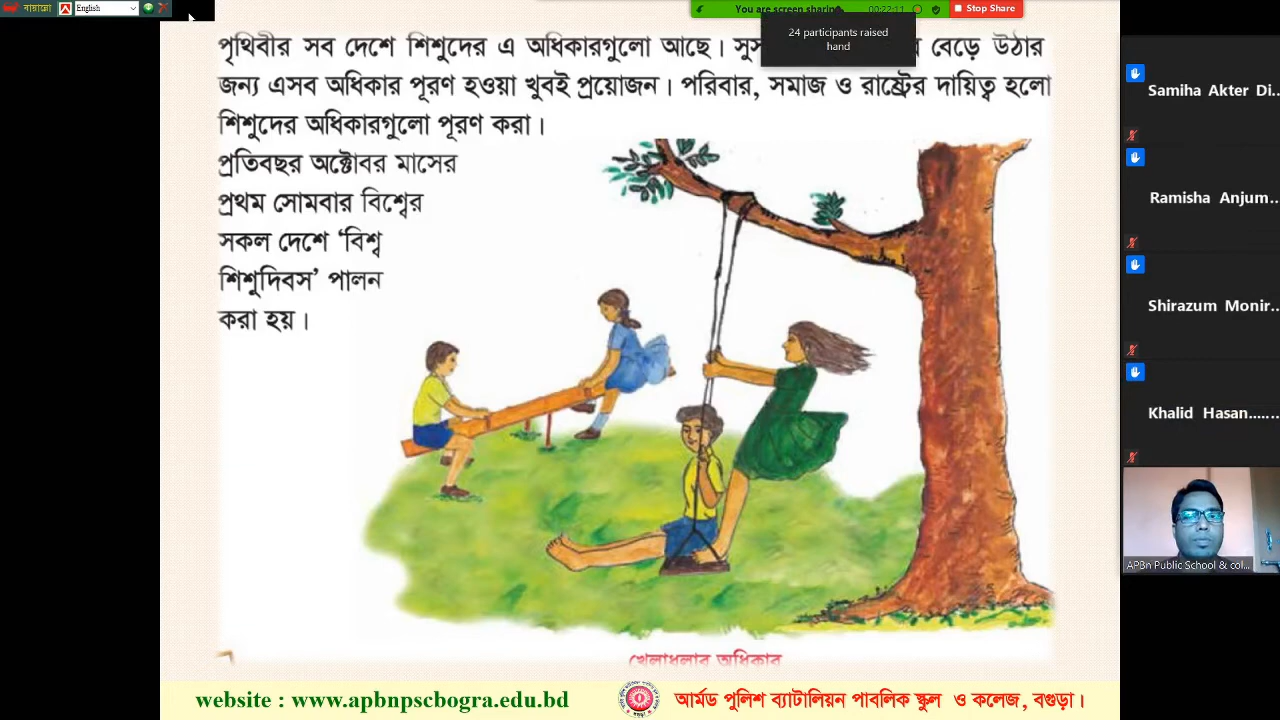 বায়ান্নো
English
You are screen sharing
00:22:11
Stop Share
24 participants raised
hand
পৃথিবীর সব দেশে শিশুদের এ অধিকারগুলো আছে। বেড়ে উঠার
জন্য এসব অধিকার পূরণ হওয়া খুবই প্রয়োজন। পরিবার, সমাজ ও রাষ্ট্রের দায়িত্ব হলো
শিশুদের অধিকারগুলো পূরণ করা।
প্রতিবছর অক্টোবর মাসের
প্রথম সোমবার বিশ্বের
সকল দেশে ‘বিশ্ব
শিশুদিবস’ পালন
করা হয়।
খেলাধুলার অধিকার
website : www.apbnpscbogra.edu.bd
আর্মড পুলিশ ব্যাটালিয়ন পাবলিক স্কুল ও কলেজ, বগুড়া।
Samiha Akter Di...
Ramisha Anjum...
Shirazum Monir...
Khalid Hasan.......
APBn Public School & col...